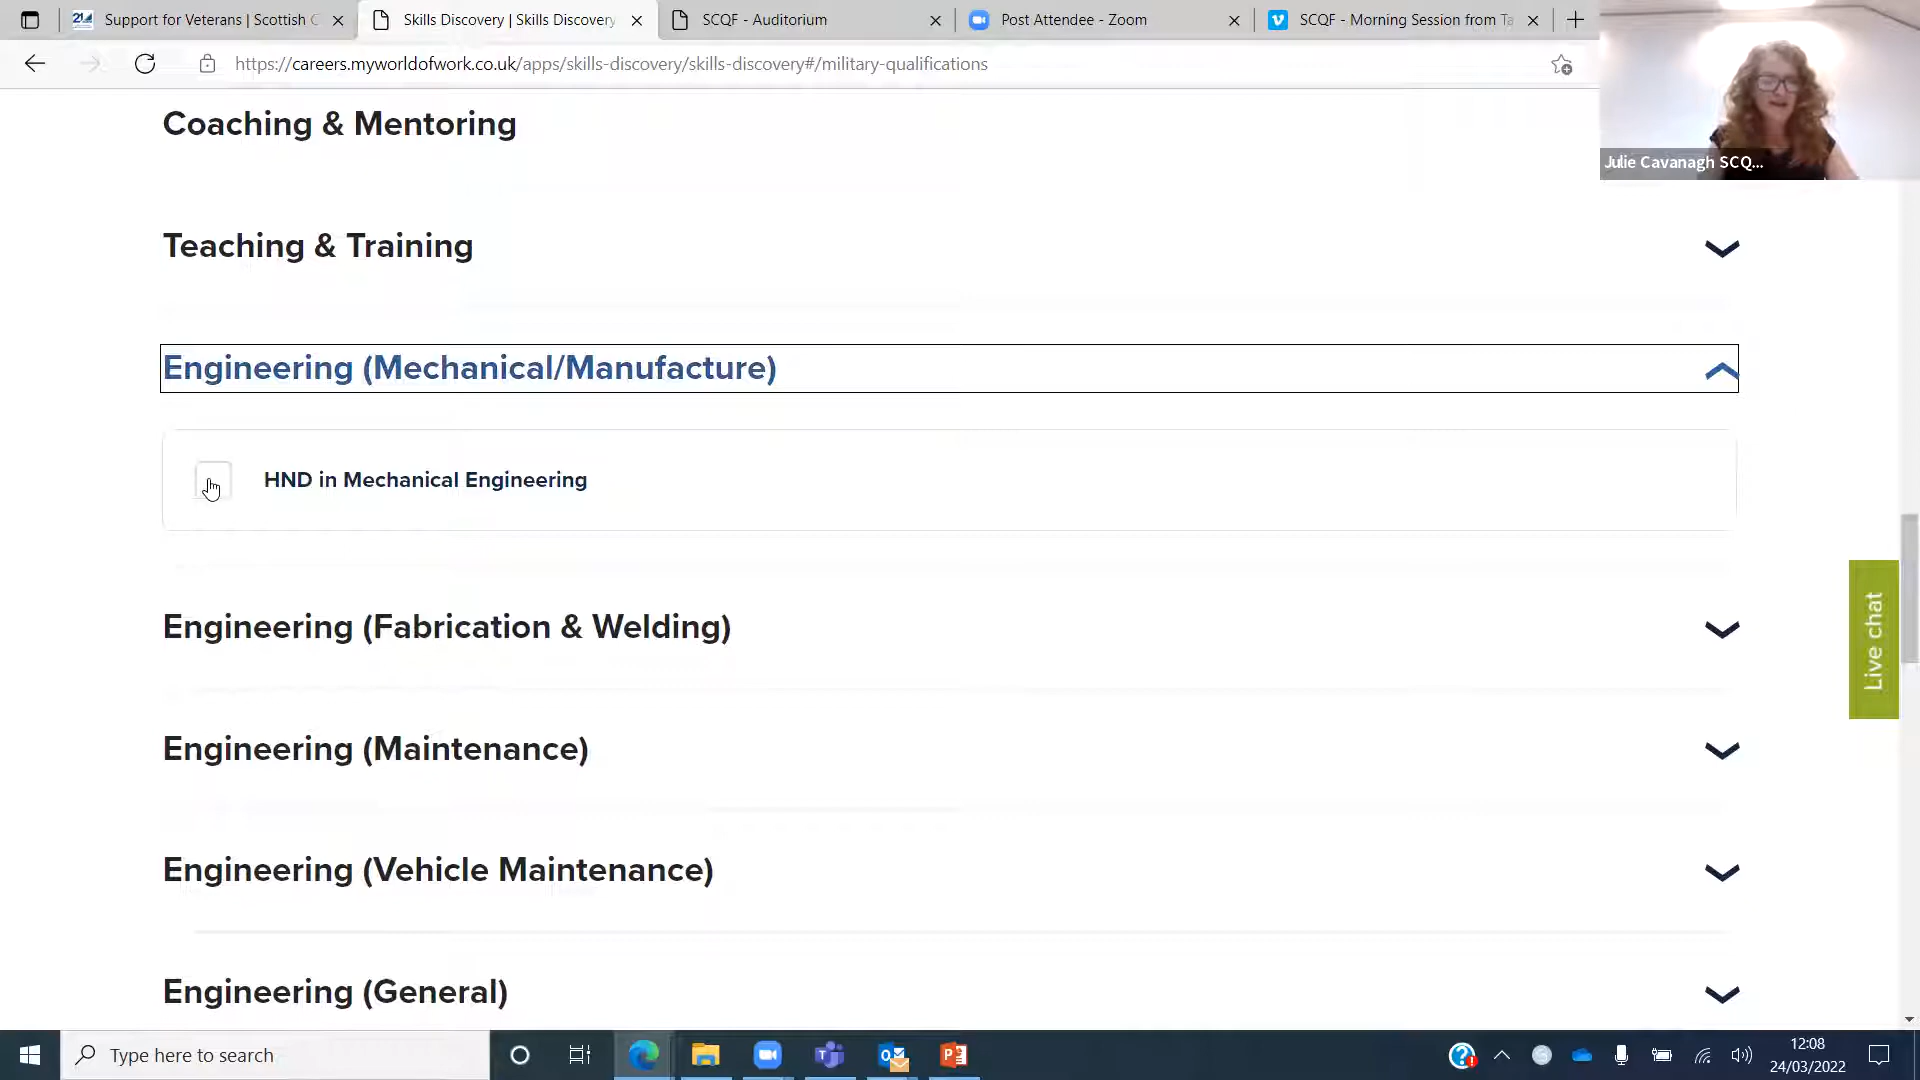 Support for Veterans | Scottish C
Skills Discovery | Skills Discovery
SCQF - Auditorium
Post Attendee - Zoom
SCQF - Morning Session from Ta
https://careers.myworldofwork.co.uk/apps/skills-discovery/skills-discovery#/military-qualifications
Julie Cavanagh SCQ...
Coaching & Mentoring
Teaching & Training
Engineering (Mechanical/Manufacture)
HND in Mechanical Engineering
Engineering (Fabrication & Welding)
Live chat
Engineering (Maintenance)
Engineering (Vehicle Maintenance)
Engineering (General)
Type here to search
12:08
24/03/2022